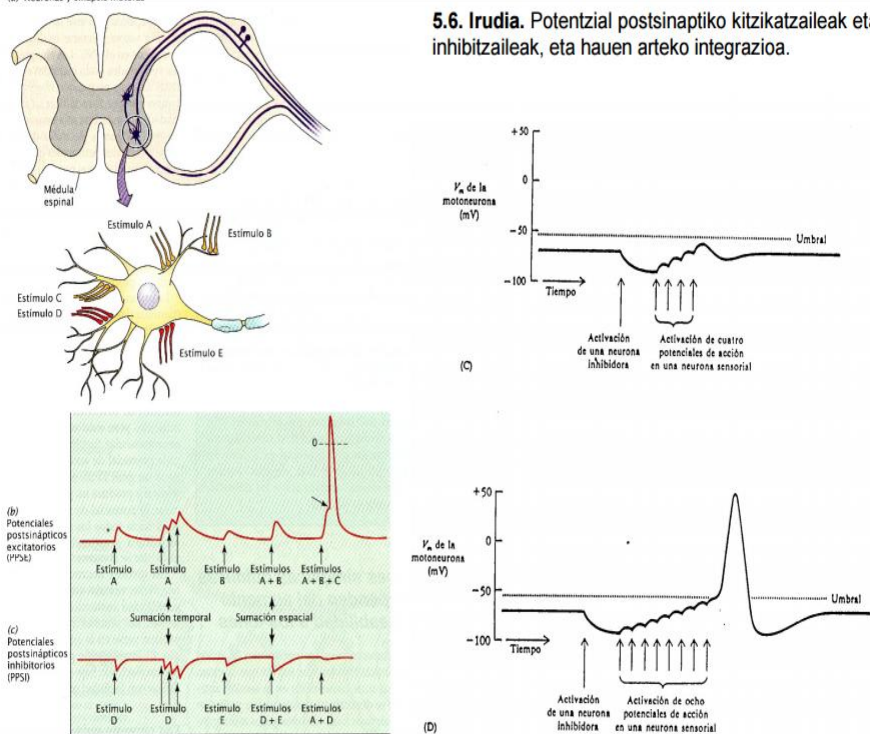 5.6. Irudia. Potentzial postsinaptiko kitzikatzaileak eta
inhibitzaileak, eta hauen arteko integrazioa.
Médula
espinal
Estímulo A
Estímulo B
Estímulo C
Estímulo D
Estímulo E
(b)
Potenciales
postsinápticos
excitatorios
(PPSE)
0
Estímulo
A
Estímulo
A
Estímulo
B
Estímulos
A + B
Estímulos
A + B + C
Sumación temporal
Sumación espacial
(c)
Potenciales
postsinápticos
inhibitorios
(PPSI)
Estímulo
D
Estímulo
D
Estímulo
E
Estímulos
D + E
Estímulos
A + D
+50
0
-50
-100
Vm de la
motoneurona
(mV)
Umbral
Tiempo
Activación
de una neurona
inhibidora
Activación de cuatro
potenciales de acción
en una neurona sensorial
(C)
+50
0
-50
-100
Vm de la
motoneurona
(mV)
Umbral
Tiempo
Activación
de una neurona
inhibidora
Activación de ocho
potenciales de acción
en una neurona sensorial
(D)